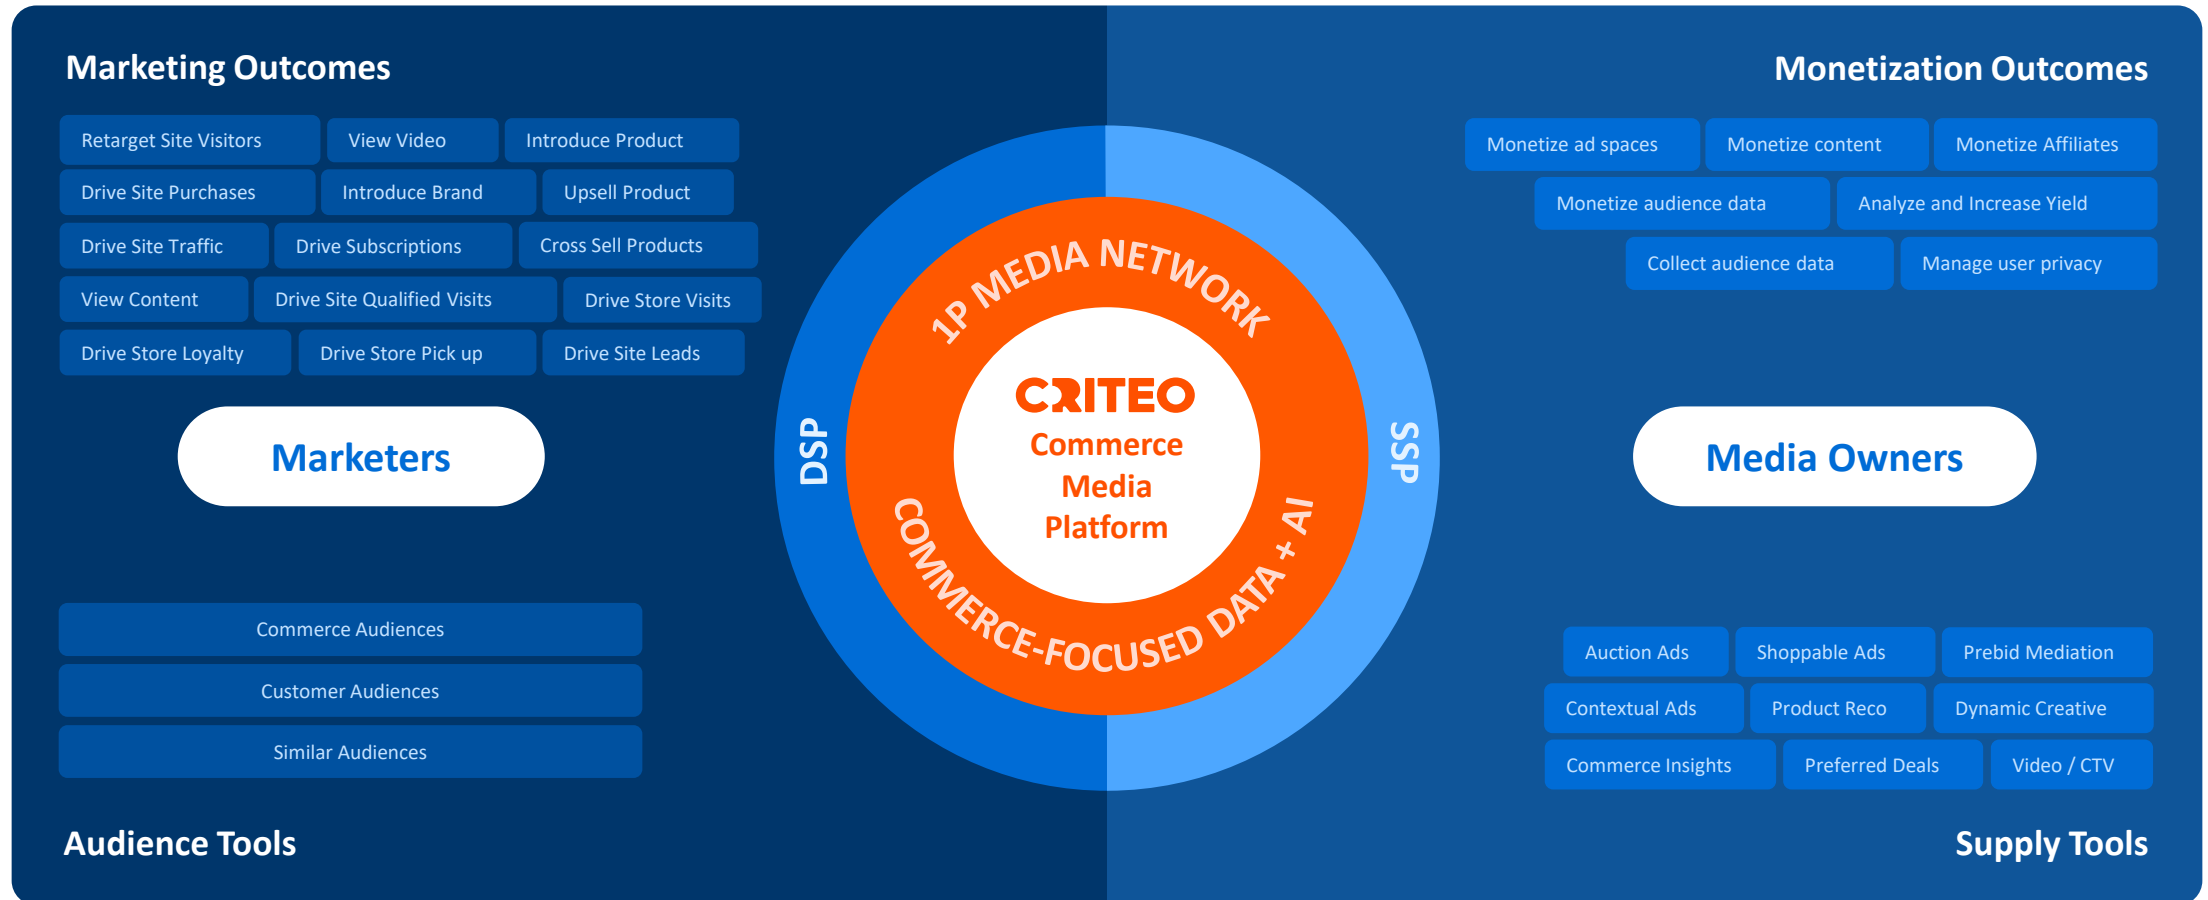 Marketing Outcomes
Retarget Site Visitors
View Video
Introduce Product
Drive Site Purchases
Introduce Brand
Upsell Product
Drive Site Traffic
Drive Subscriptions
Cross Sell Products
View Content
Drive Site Qualified Visits
Drive Store Visits
Drive Store Loyalty
Drive Store Pick up
Drive Site Leads
Marketers
Commerce Audiences
Customer Audiences
Similar Audiences
Audience Tools
DSP
1P MEDIA NETWORK
CRITEO
Commerce
Media
Platform
COMMERCE-FOCUSED DATA + AI
SSP
Monetization Outcomes
Monetize ad spaces
Monetize content
Monetize Affiliates
Monetize audience data
Analyze and Increase Yield
Collect audience data
Manage user privacy
Media Owners
Auction Ads
Shoppable Ads
Prebid Mediation
Contextual Ads
Product Reco
Dynamic Creative
Commerce Insights
Preferred Deals
Video / CTV
Supply Tools